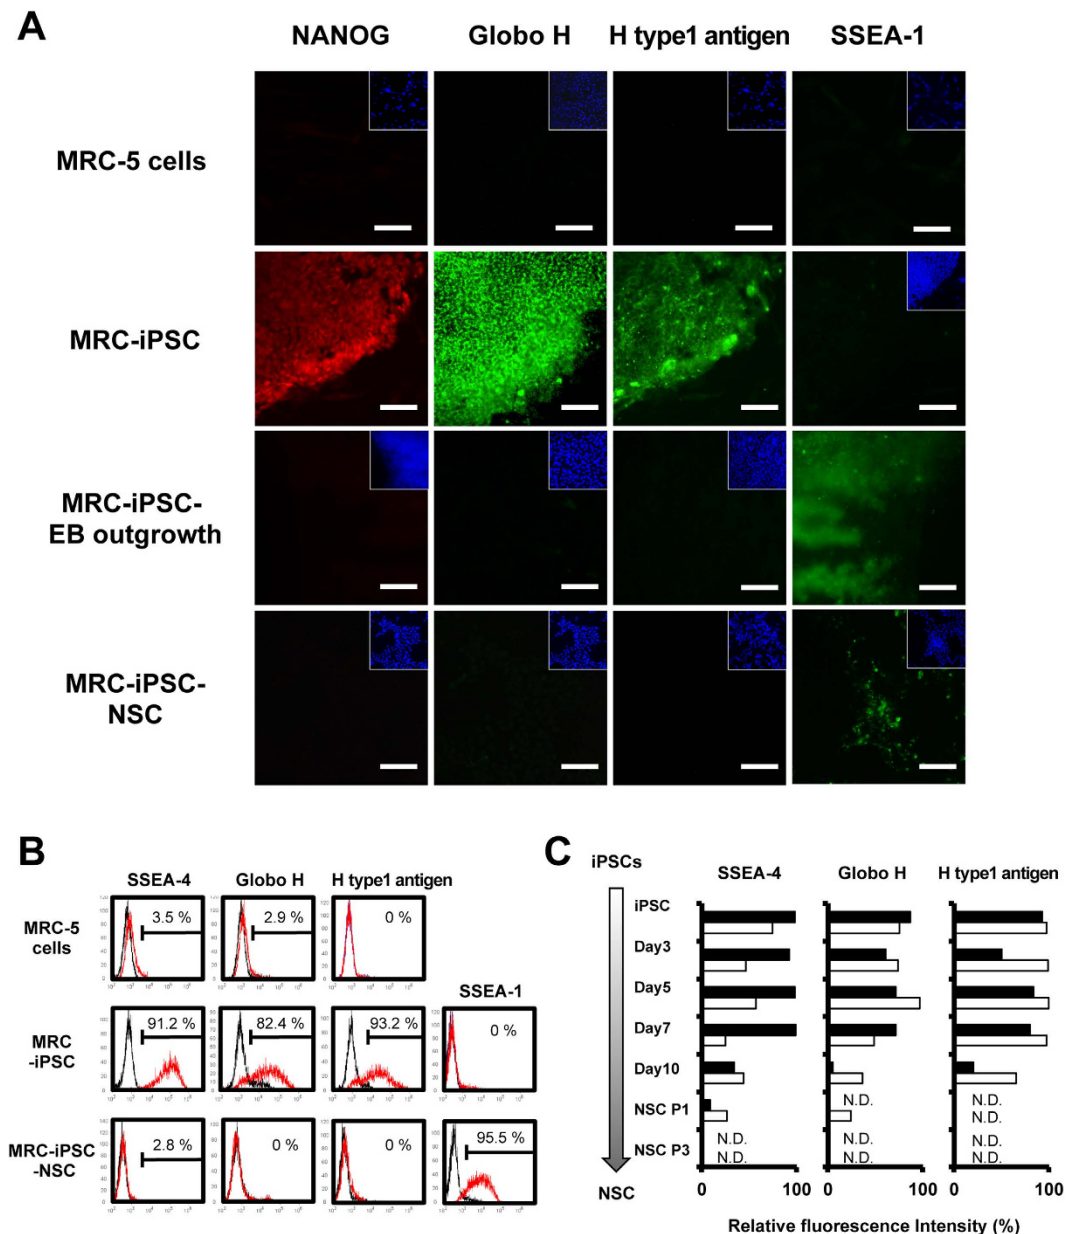 A
NANOG Globo H H type1 antigen SSEA-1
MRC-5 cells
MRC-iPSC
MRC-iPSC-
EB outgrowth
MRC-iPSC-
NSC
B
SSEA-4 Globo H H type1 antigen
MRC-5
cells
3.5 % 2.9 % 0 %
SSEA-1
MRC
-iPSC
91.2 % 82.4 % 93.2 % 0 %
MRC-iPSC
-NSC
2.8 % 0 % 0 % 95.5 %
C
iPSCs
SSEA-4 Globo H H type1 antigen
iPSC
Day3
Day5
Day7
Day10
NSC P1 N.D. N.D.
N.D.
NSC P3 N.D. N.D. N.D.
N.D. N.D. N.D.
NSC
0 100 0 100 0 100
Relative fluorescence Intensity (%)